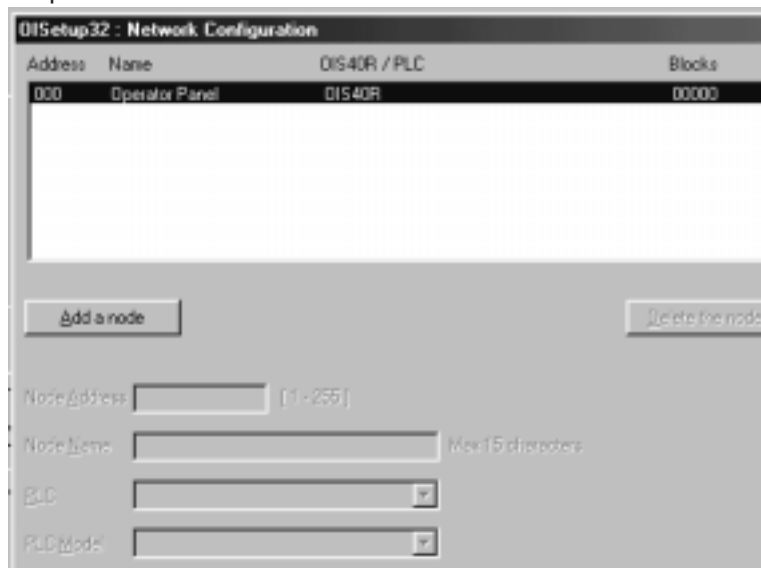 OISetup32 : Network Configuration
Address Name OIS40R / PLC Blocks
000 Operator Panel OIS40R 00000
Add a node Delete the node
Node Address [1 - 255]
Node Name Max 15 characters
PLC
PLC Model